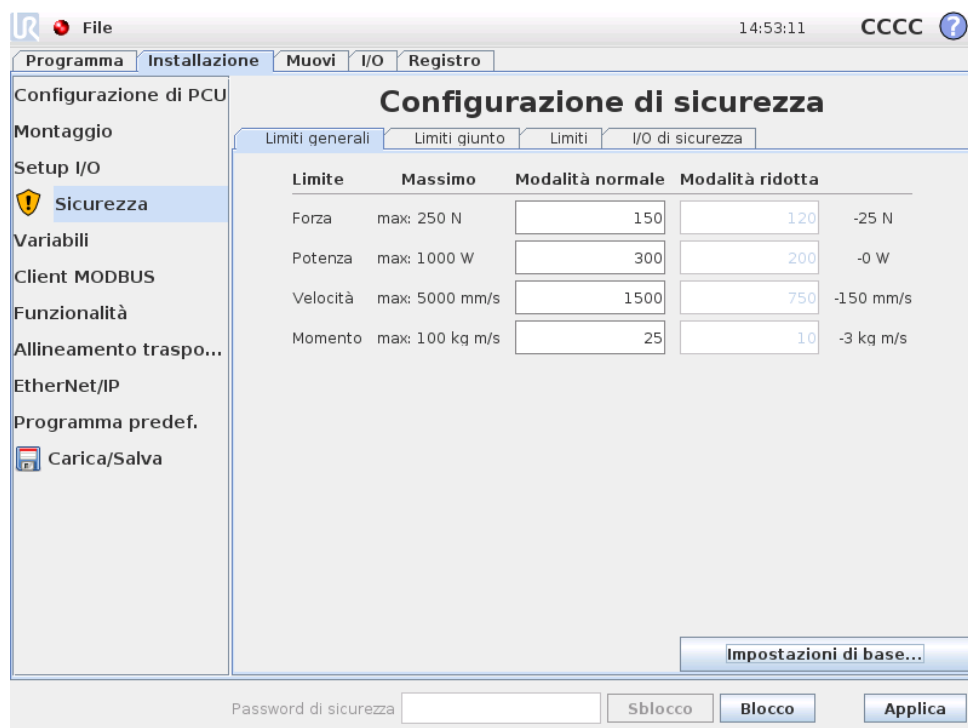 UR File 14:53:11 CCCC ?
Programma Installazione Muovi I/O Registro
Configurazione di PCU
Montaggio
Setup I/O
Sicurezza
Variabili
Client MODBUS
Funzionalità
Allineamento traspo...
EtherNet/IP
Programma predef.
Carica/Salva
Configurazione di sicurezza
Limiti generali Limiti giunto Limiti I/O di sicurezza
Limite Massimo Modalità normale Modalità ridotta
Forza max: 250 N 150 120 -25 N
Potenza max: 1000 W 300 200 -0 W
Velocità max: 5000 mm/s 1500 750 -150 mm/s
Momento max: 100 kg m/s 25 10 -3 kg m/s
Impostazioni di base...
Password di sicurezza Sblocco Blocco Applica